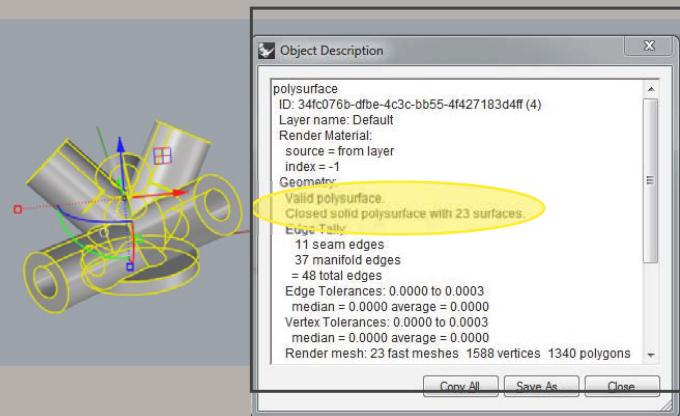 Object Description
polysurface
ID: 34fc076b-dfbe-4c3c-bb55-4f427183d4ff (4)
Layer name: Default
Render Material:
source = from layer
index = -1
Geometry:
Valid polysurface.
Closed solid polysurface with 23 surfaces.
Edge Tally:
11 seam edges
37 manifold edges
= 48 total edges
Edge Tolerances: 0.0000 to 0.0003
median = 0.0000 average = 0.0000
Vertex Tolerances: 0.0000 to 0.0003
median = 0.0000 average = 0.0000
Render mesh: 23 fast meshes 1588 vertices 1340 polygons
Copy All Save As... Close